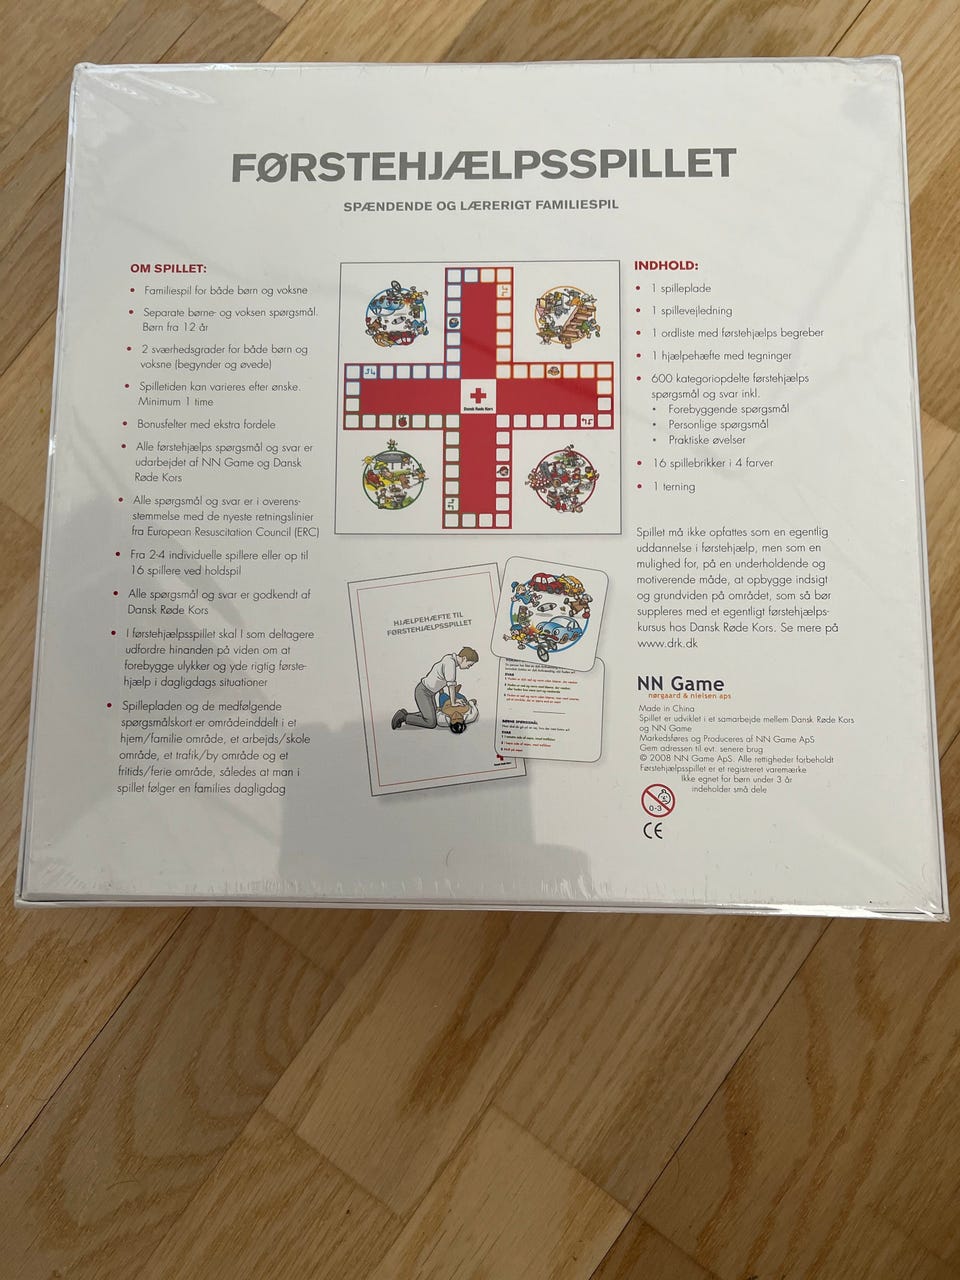 FØRSTEHJÆLPSSPILLET
SPÆNDENDE OG LÆRERIGT FAMILIESPIL
OM SPILLET:
• Familiespil for både børn og voksne
• Separate børne- og voksen spørgsmål.
Børn fra 12 år
• 2 sværhedsgrader for både børn og
voksne (begynder og øvede)
• Spilletiden kan varieres efter ønske.
Minimum 1 time
• Bonusfelter med ekstra fordele
• Alle førstehjælps spørgsmål og svar er
udarbejdet af NN Game og Dansk
Røde Kors
• Alle spørgsmål og svar er i overens-
stemmelse med de nyeste retningslinier
fra European Resuscitation Council (ERC)
• Fra 2-4 individuelle spillere eller op til
16 spillere ved holdspil
• Alle spørgsmål og svar er godkendt af
Dansk Røde Kors
• I førstehjælpsspillet skal I som deltagere
udfordre hinanden på viden om at
forebygge ulykker og yde rigtig første-
hjælp i dagligdags situationer
• Spillepladen og de medfølgende
spørgsmålskort er områdeinddelt i et
hjem/familie område, et arbejds/skole
område, et trafik/by område og et
fritids/ferie område, således at man i
spillet følger en families dagligdag
Dansk Røde Kors
HJÆLPEHÆFTE TIL
FØRSTEHJÆLPSSPILLET
SVAR
BØRNE SPØRGSMÅL
SVAR
INDHOLD:
• 1 spilleplade
• 1 spillevejledning
• 1 ordliste med førstehjælps begreber
• 1 hjælpehæfte med tegninger
• 600 kategoriopdelte førstehjælps
spørgsmål og svar inkl.
• Forebyggende spørgsmål
• Personlige spørgsmål
• Praktiske øvelser
• 16 spillebrikker i 4 farver
• 1 terning
Spillet må ikke opfattes som en egentlig
uddannelse i førstehjælp, men som en
mulighed for, på en underholdende og
motiverende måde, at opbygge indsigt
og grundviden på området, som så bør
suppleres med et egentligt førstehjælps-
kursus hos Dansk Røde Kors. Se mere på
www.drk.dk
NN Game
nørgaard & nielsen aps
Made in China
Spillet er udviklet i et samarbejde mellem Dansk Røde Kors
og NN Game
Markedsføres og Produceres af NN Game ApS
Gem adressen til evt. senere brug
© 2008 NN Game ApS. Alle rettigheder forbeholdt
Førstehjælpsspillet er et registreret varemærke
Ikke egnet for børn under 3 år
indeholder små dele
0-3
CE